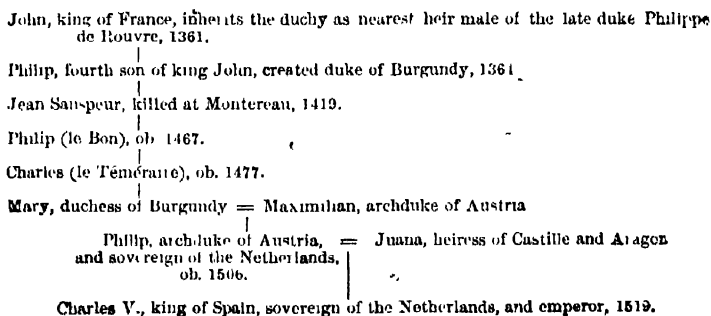 John, king of France, inherits the duchy as nearest heir male of the late duke Philippe
de Rouvre, 1361.
Philip, fourth son of king John, created duke of Burgundy, 1361
Jean Sanspeur, killed at Montereau, 1419.
Philip (le Bon), ob 1467.
Charles (le Téméraire), ob. 1477.
Mary, duchess of Burgundy = Maximilian, archduke of Austria
Philip, archduke of Austria, = Juana, heiress of Castille and Aragon
and sovereign of the Netherlands,
ob. 1506.
Charles V., king of Spain, sovereign of the Netherlands, and emperor, 1519.